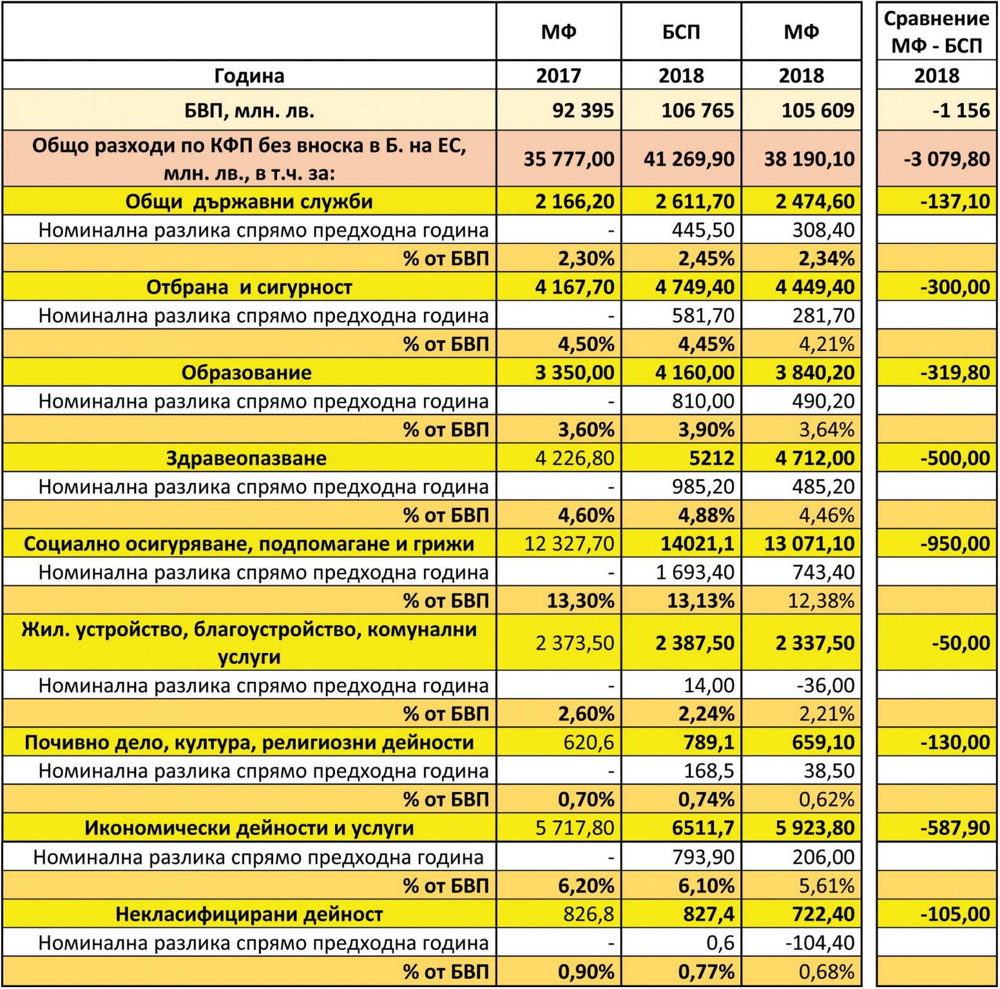 МФ БСП МФ Сравнение
МФ - БСП
Година 2017 2018 2018 2018
БВП, млн. лв. 92 395 106 765 105 609 -1 156
Общо разходи по КФП без вноска в Б. на ЕС,
млн. лв., в т.ч. за: 35 777,00 41 269,90 38 190,10 -3 079,80
Общи държавни служби 2 166,20 2 611,70 2 474,60 -137,10
Номинална разлика спрямо предходна година - 445,50 308,40
% от БВП 2,30% 2,45% 2,34%
Отбрана и сигурност 4 167,70 4 749,40 4 449,40 -300,00
Номинална разлика спрямо предходна година - 581,70 281,70
% от БВП 4,50% 4,45% 4,21%
Образование 3 350,00 4 160,00 3 840,20 -319,80
Номинална разлика спрямо предходна година - 810,00 490,20
% от БВП 3,60% 3,90% 3,64%
Здравеопазване 4 226,80 5212 4 712,00 -500,00
Номинална разлика спрямо предходна година - 985,20 485,20
% от БВП 4,60% 4,88% 4,46%
Социално осигуряване, подпомагане и грижи 12 327,70 14021,1 13 071,10 -950,00
Номинална разлика спрямо предходна година - 1 693,40 743,40
% от БВП 13,30% 13,13% 12,38%
Жил. устройство, благоустройство, комунални
услуги 2 373,50 2 387,50 2 337,50 -50,00
Номинална разлика спрямо предходна година - 14,00 -36,00
% от БВП 2,60% 2,24% 2,21%
Почивно дело, култура, религиозни дейности 620,6 789,1 659,10 -130,00
Номинална разлика спрямо предходна година - 168,5 38,50
% от БВП 0,70% 0,74% 0,62%
Икономически дейности и услуги 5 717,80 6511,7 5 923,80 -587,90
Номинална разлика спрямо предходна година - 793,90 206,00
% от БВП 6,20% 6,10% 5,61%
Некласифицирани дейност 826,8 827,4 722,40 -105,00
Номинална разлика спрямо предходна година - 0,6 -104,40
% от БВП 0,90% 0,77% 0,68%